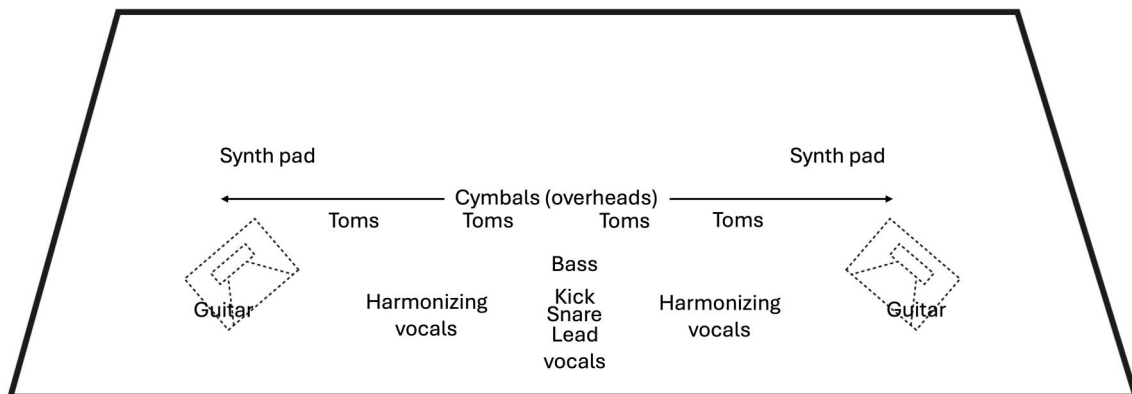 Synth pad
Synth pad
Cymbals (overheads)
Toms
Toms
Toms
Toms
Bass
Guitar
Harmonizing
vocals
Kick
Snare
Lead
vocals
Harmonizing
vocals
Guitar